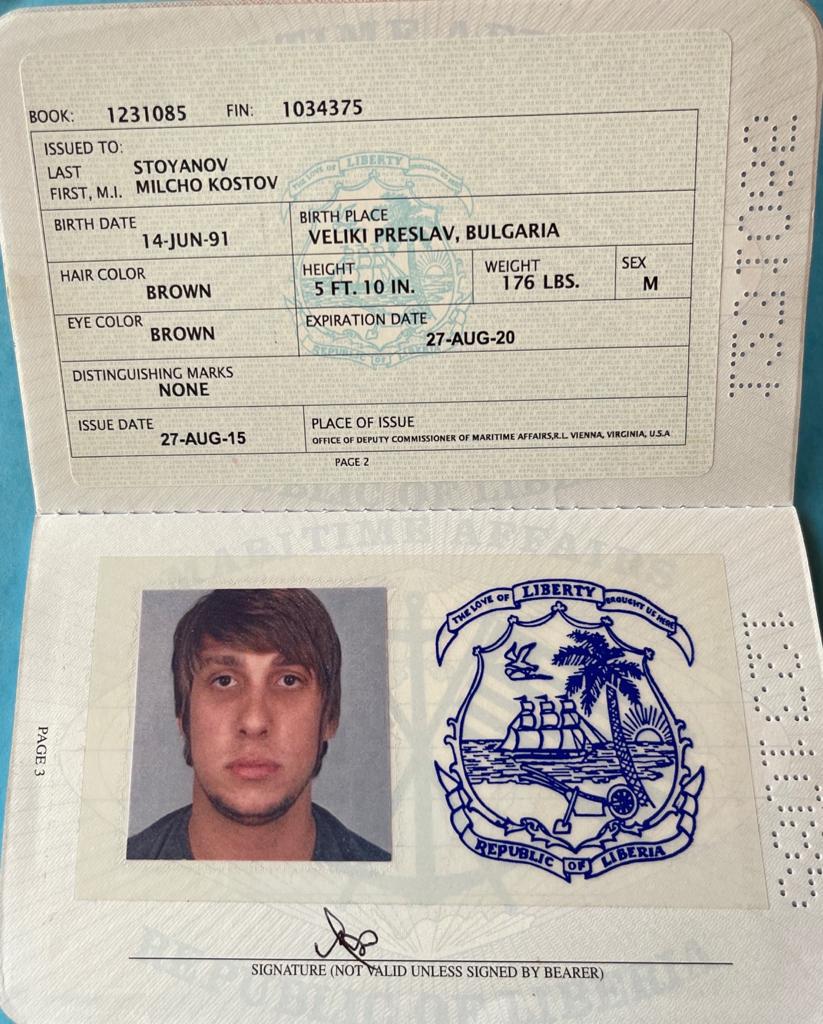 BOOK: 1231085 FIN: 1034375
ISSUED TO:
LAST STOYANOV
FIRST, M.I. MILCHO KOSTOV
BIRTH DATE 14-JUN-91
BIRTH PLACE VELIKI PRESLAV, BULGARIA
HAIR COLOR BROWN
HEIGHT 5 FT. 10 IN.
WEIGHT 176 LBS.
SEX M
EYE COLOR BROWN
EXPIRATION DATE 27-AUG-20
DISTINGUISHING MARKS
NONE
ISSUE DATE 27-AUG-15
PLACE OF ISSUE
OFFICE OF DEPUTY COMMISSIONER OF MARITIME AFFAIRS,R.L. VIENNA, VIRGINIA, U.S.A
PAGE 2
1231085
MARITIME AFFAIRS
THE LOVE OF LIBERTY BROUGHT US HERE
REPUBLIC OF LIBERIA
PAGE 3
1231085
SIGNATURE (NOT VALID UNLESS SIGNED BY BEARER)
REPUBLIC OF LIBERIA